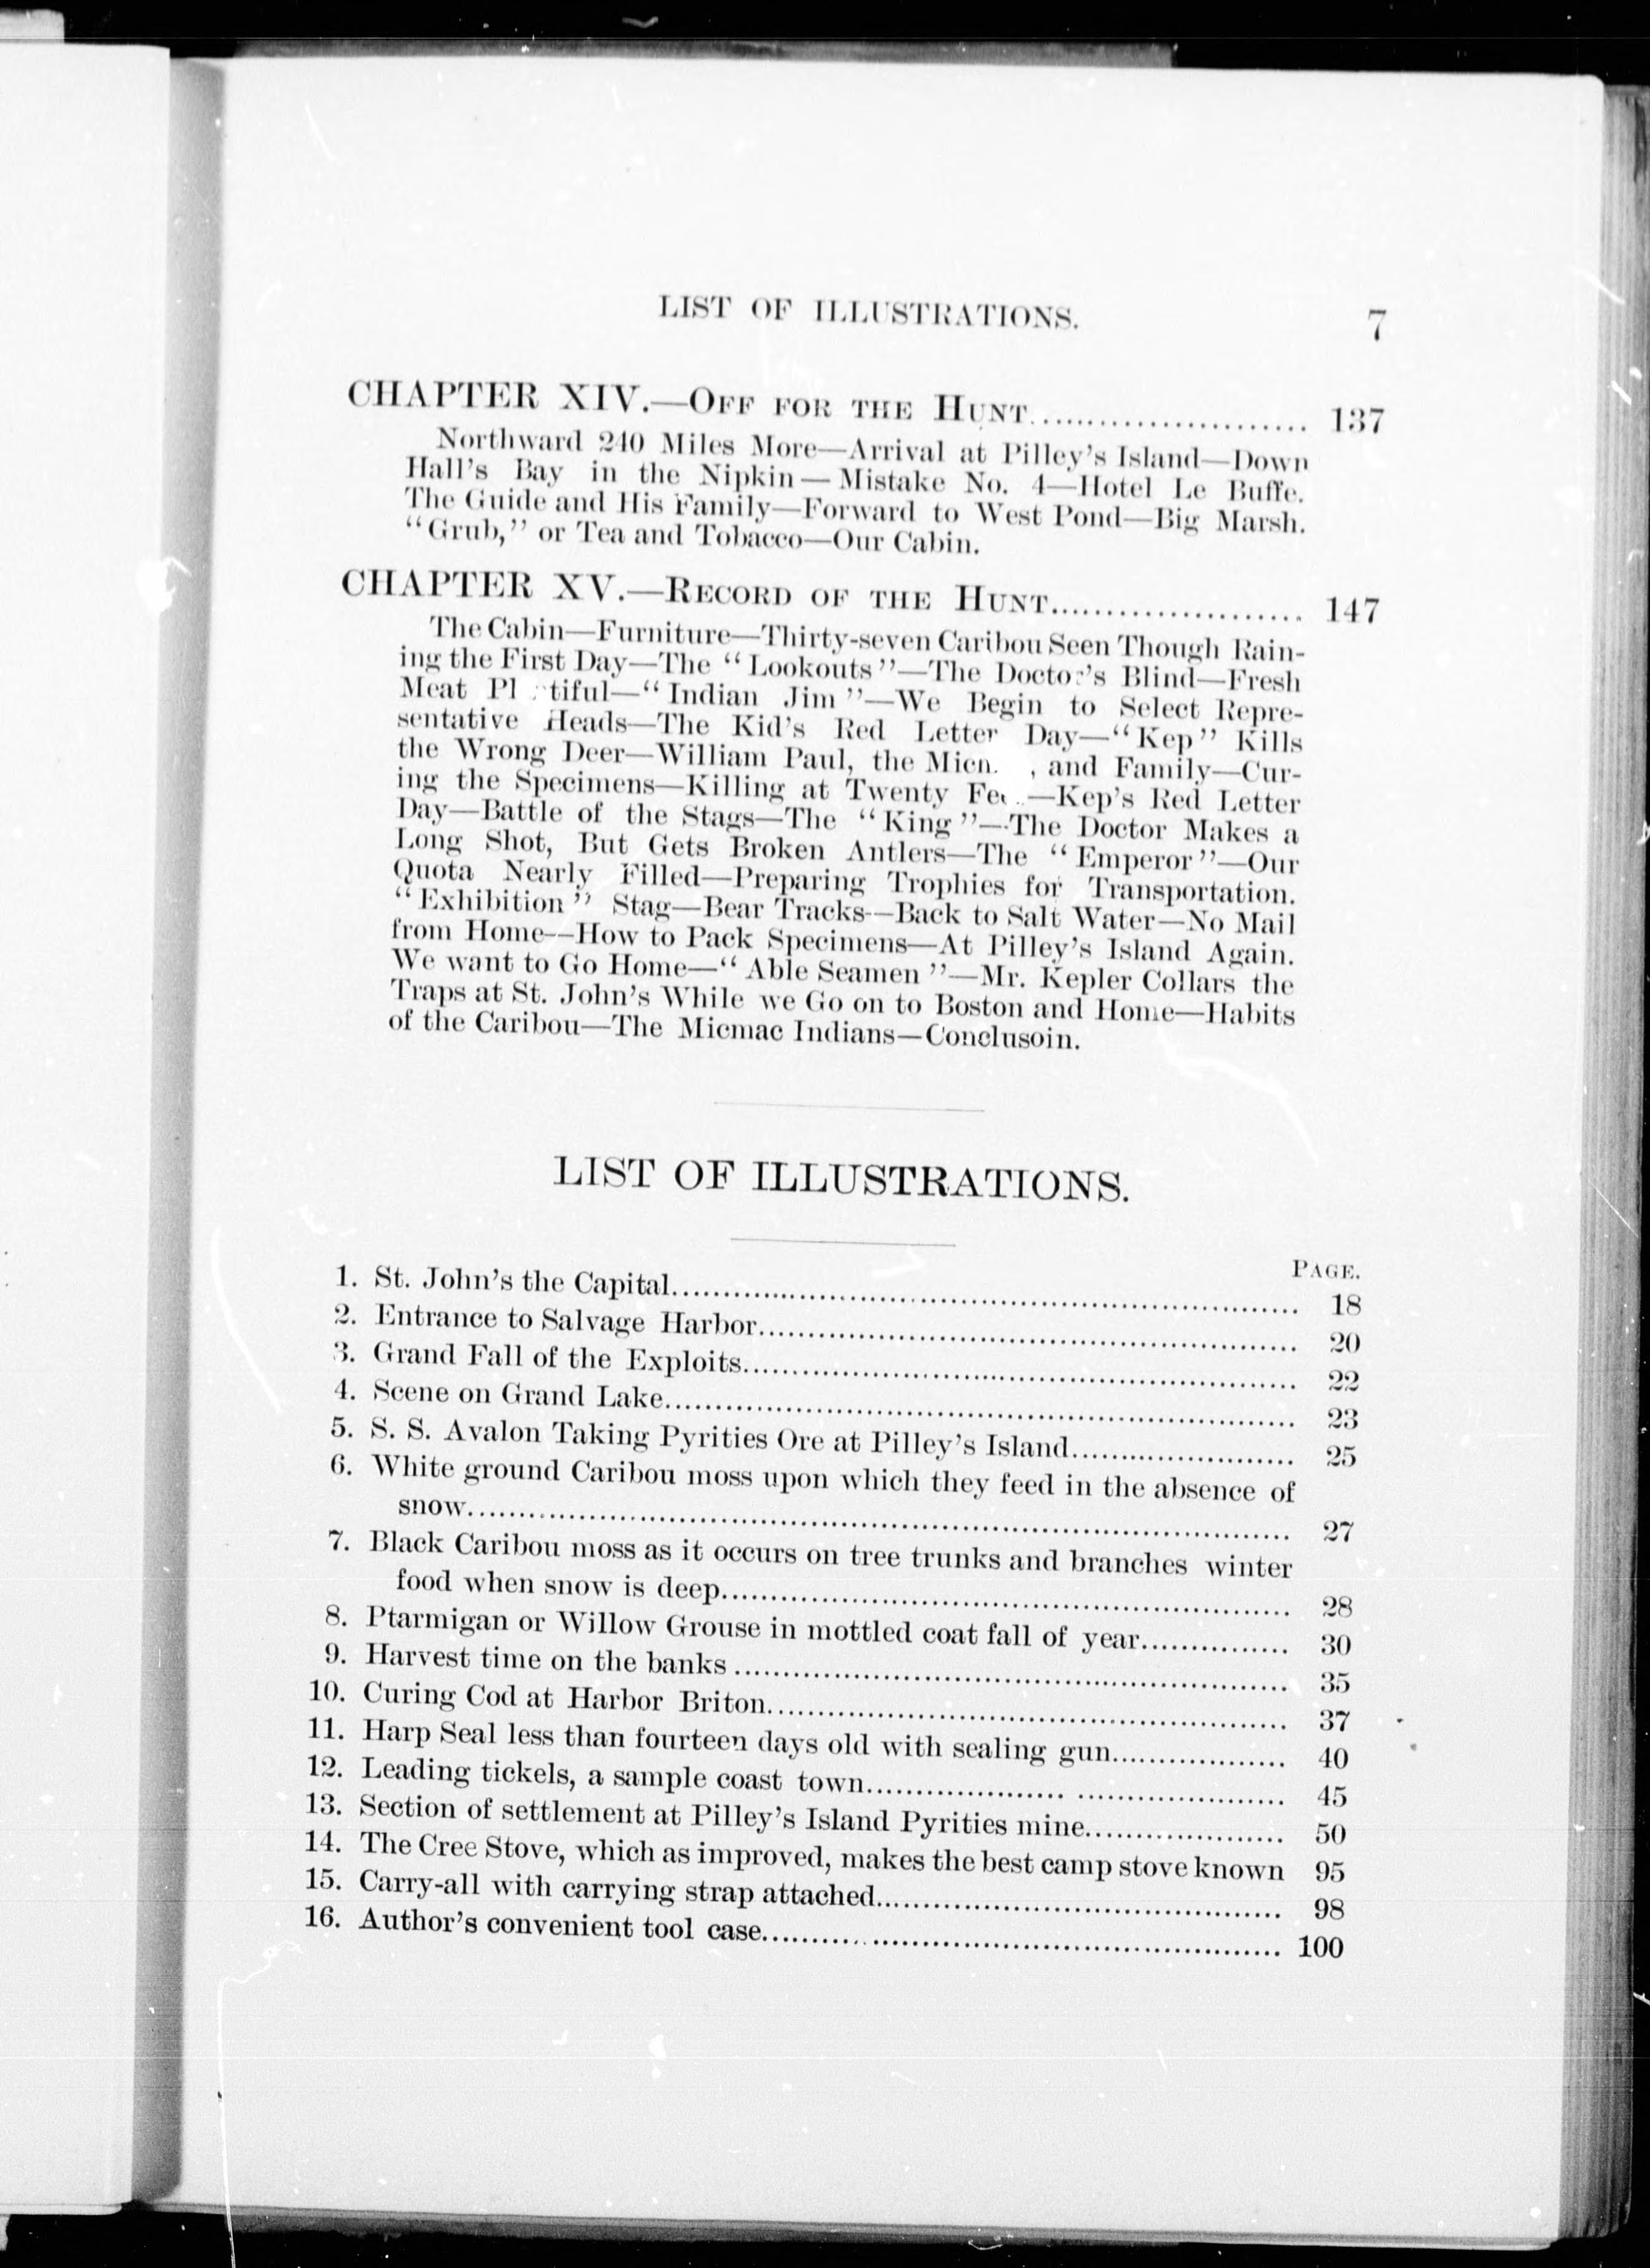 LIST OF ILLUSTRATIONS. 7
CHAPTER XIV.—OFF FOR THE HUNT........................ 137
Northward 240 Miles More—Arrival at Pilley's Island—Down
Hall's Bay in the Nipkin—Mistake No. 4—Hotel Le Buffe.
The Guide and His Family—Forward to West Pond—Big Marsh.
"Grub," or Tea and Tobacco—Our Cabin.
CHAPTER XV.—RECORD OF THE HUNT...................... 147
The Cabin—Furniture—Thirty-seven Caribou Seen Though Rain-
ing the First Day—The "Lookouts"—The Doctor's Blind—Fresh
Meat Pl tiful—"Indian Jim"—We Begin to Select Repre-
sentative Heads—The Kid's Red Letter Day—"Kep" Kills
the Wrong Deer—William Paul, the , and Family—Cur-
ing the Specimens—Killing at Twenty —Kep's Red Letter
Day—Battle of the Stags—The "King"—The Doctor Makes a
Long Shot, But Gets Broken Antlers—The "Emperor"—Our
Quota Nearly Filled—Preparing Trophies for Transportation.
"Exhibition" Stag—Bear Tracks—Back to Salt Water—No Mail
from Home—How to Pack Specimens—At Pilley's Island Again.
We want to Go Home—"Able Seamen"—Mr. Kepler Collars the
Traps at St. John's While we Go on to Boston and Home—Habits
of the Caribou—The Micmac Indians—Conclusoin.
LIST OF ILLUSTRATIONS.
PAGE.
1. St. John's the Capital........................................ 18
2. Entrance to Salvage Harbor........................................ 20
3. Grand Fall of the Exploits........................................ 22
4. Scene on Grand Lake........................................ 23
5. S. S. Avalon Taking Pyrities Ore at Pilley's Island...................... 25
6. White ground Caribou moss upon which they feed in the absence of
snow........................................ 27
7. Black Caribou moss as it occurs on tree trunks and branches winter
food when snow is deep........................................ 28
8. Ptarmigan or Willow Grouse in mottled coat fall of year............... 30
9. Harvest time on the banks........................................ 35
10. Curing Cod at Harbor Briton........................................ 37
11. Harp Seal less than fourteen days old with sealing gun.................. 40
12. Leading tickels, a sample coast town........................................ 45
13. Section of settlement at Pilley's Island Pyrities mine.................... 50
14. The Cree Stove, which as improved, makes the best camp stove known 95
15. Carry-all with carrying strap attached........................................ 98
16. Author's convenient tool case........................................ 100